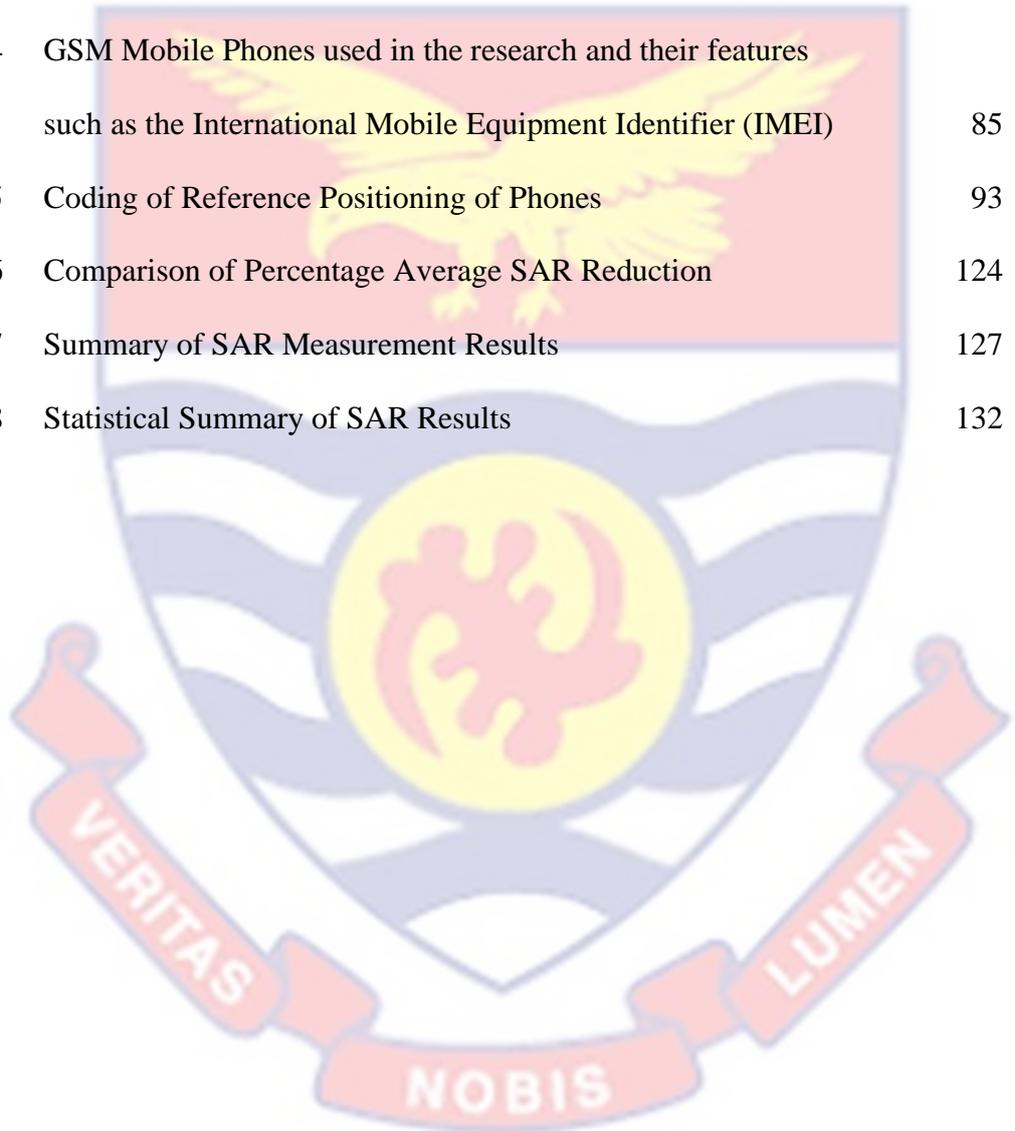 GSM Mobile Phones used in the research and their features
such as the International Mobile Equipment Identifier (IMEI) 85
Coding of Reference Positioning of Phones 93
Comparison of Percentage Average SAR Reduction 124
Summary of SAR Measurement Results 127
Statistical Summary of SAR Results 132
VERITAS
NOBIS
LUMEN